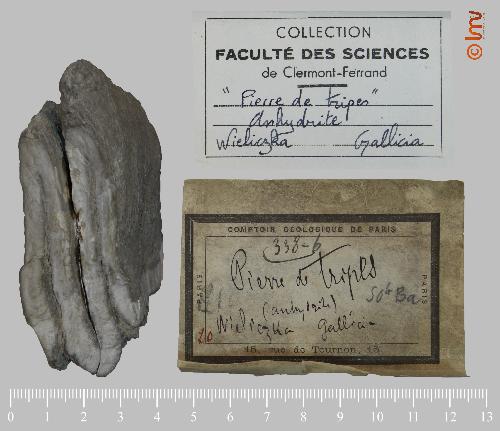 COLLECTION
FACULTÉ DES SCIENCES
de Clermont-Ferrand
"Pierre de tripes"
Anhydrite
Wieliczka Gallicia
COMPTOIR GÉOLOGIQUE DE PARIS
338-6
Pierre de tripes
(anhydrite)
Wieliczka Gallicia
PARIS
PARIS
15, rue de Tournon, 15
0 1 2 3 4 5 6 7 8 9 10 11 12 13